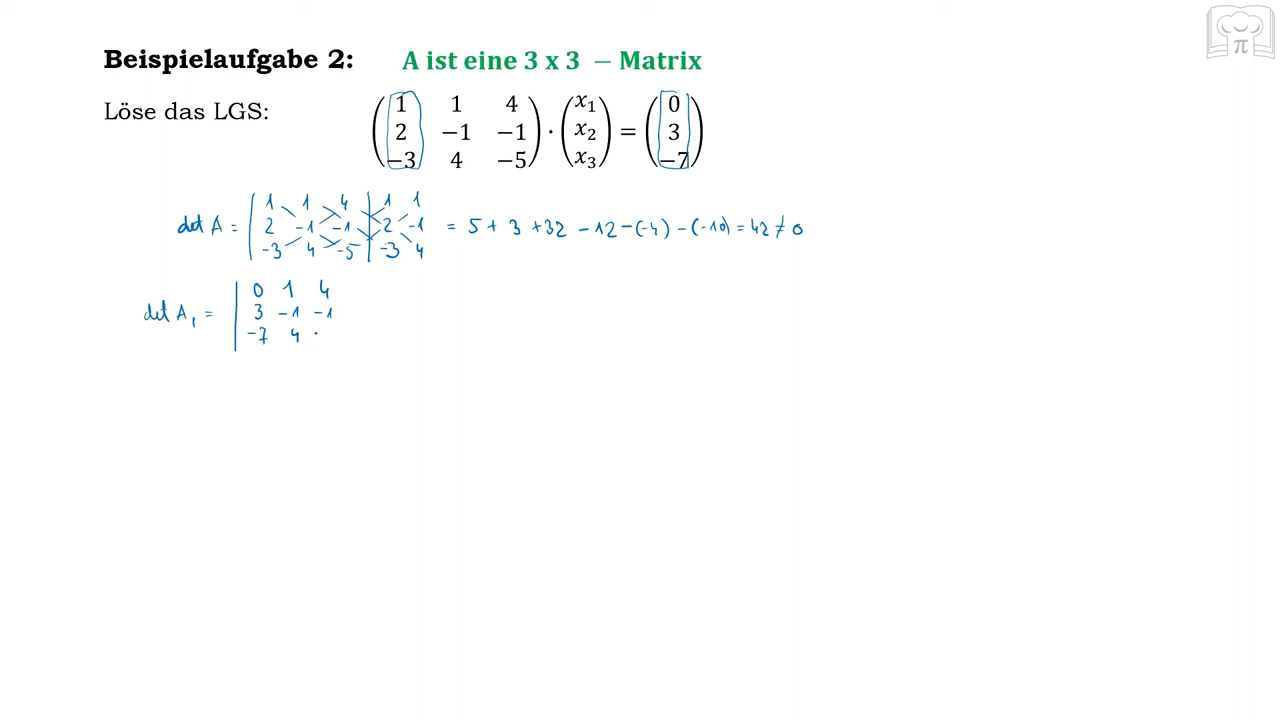 Beispielaufgabe 2: A ist eine 3 x 3 − Matrix
Löse das LGS:
1 1 4 x₁ 0
2 −1 −1 · x₂ = 3
−3 4 −5 x₃ −7
1 1 4 | 1 1
det A = 2 -1 -1 | 2 -1 = 5 + 3 + 32 - 12 - (-4) - (-10) = 42 ≠ 0
-3 4 -5 | -3 4
0 1 4
det A₁ = 3 -1 -1
-7 4
π